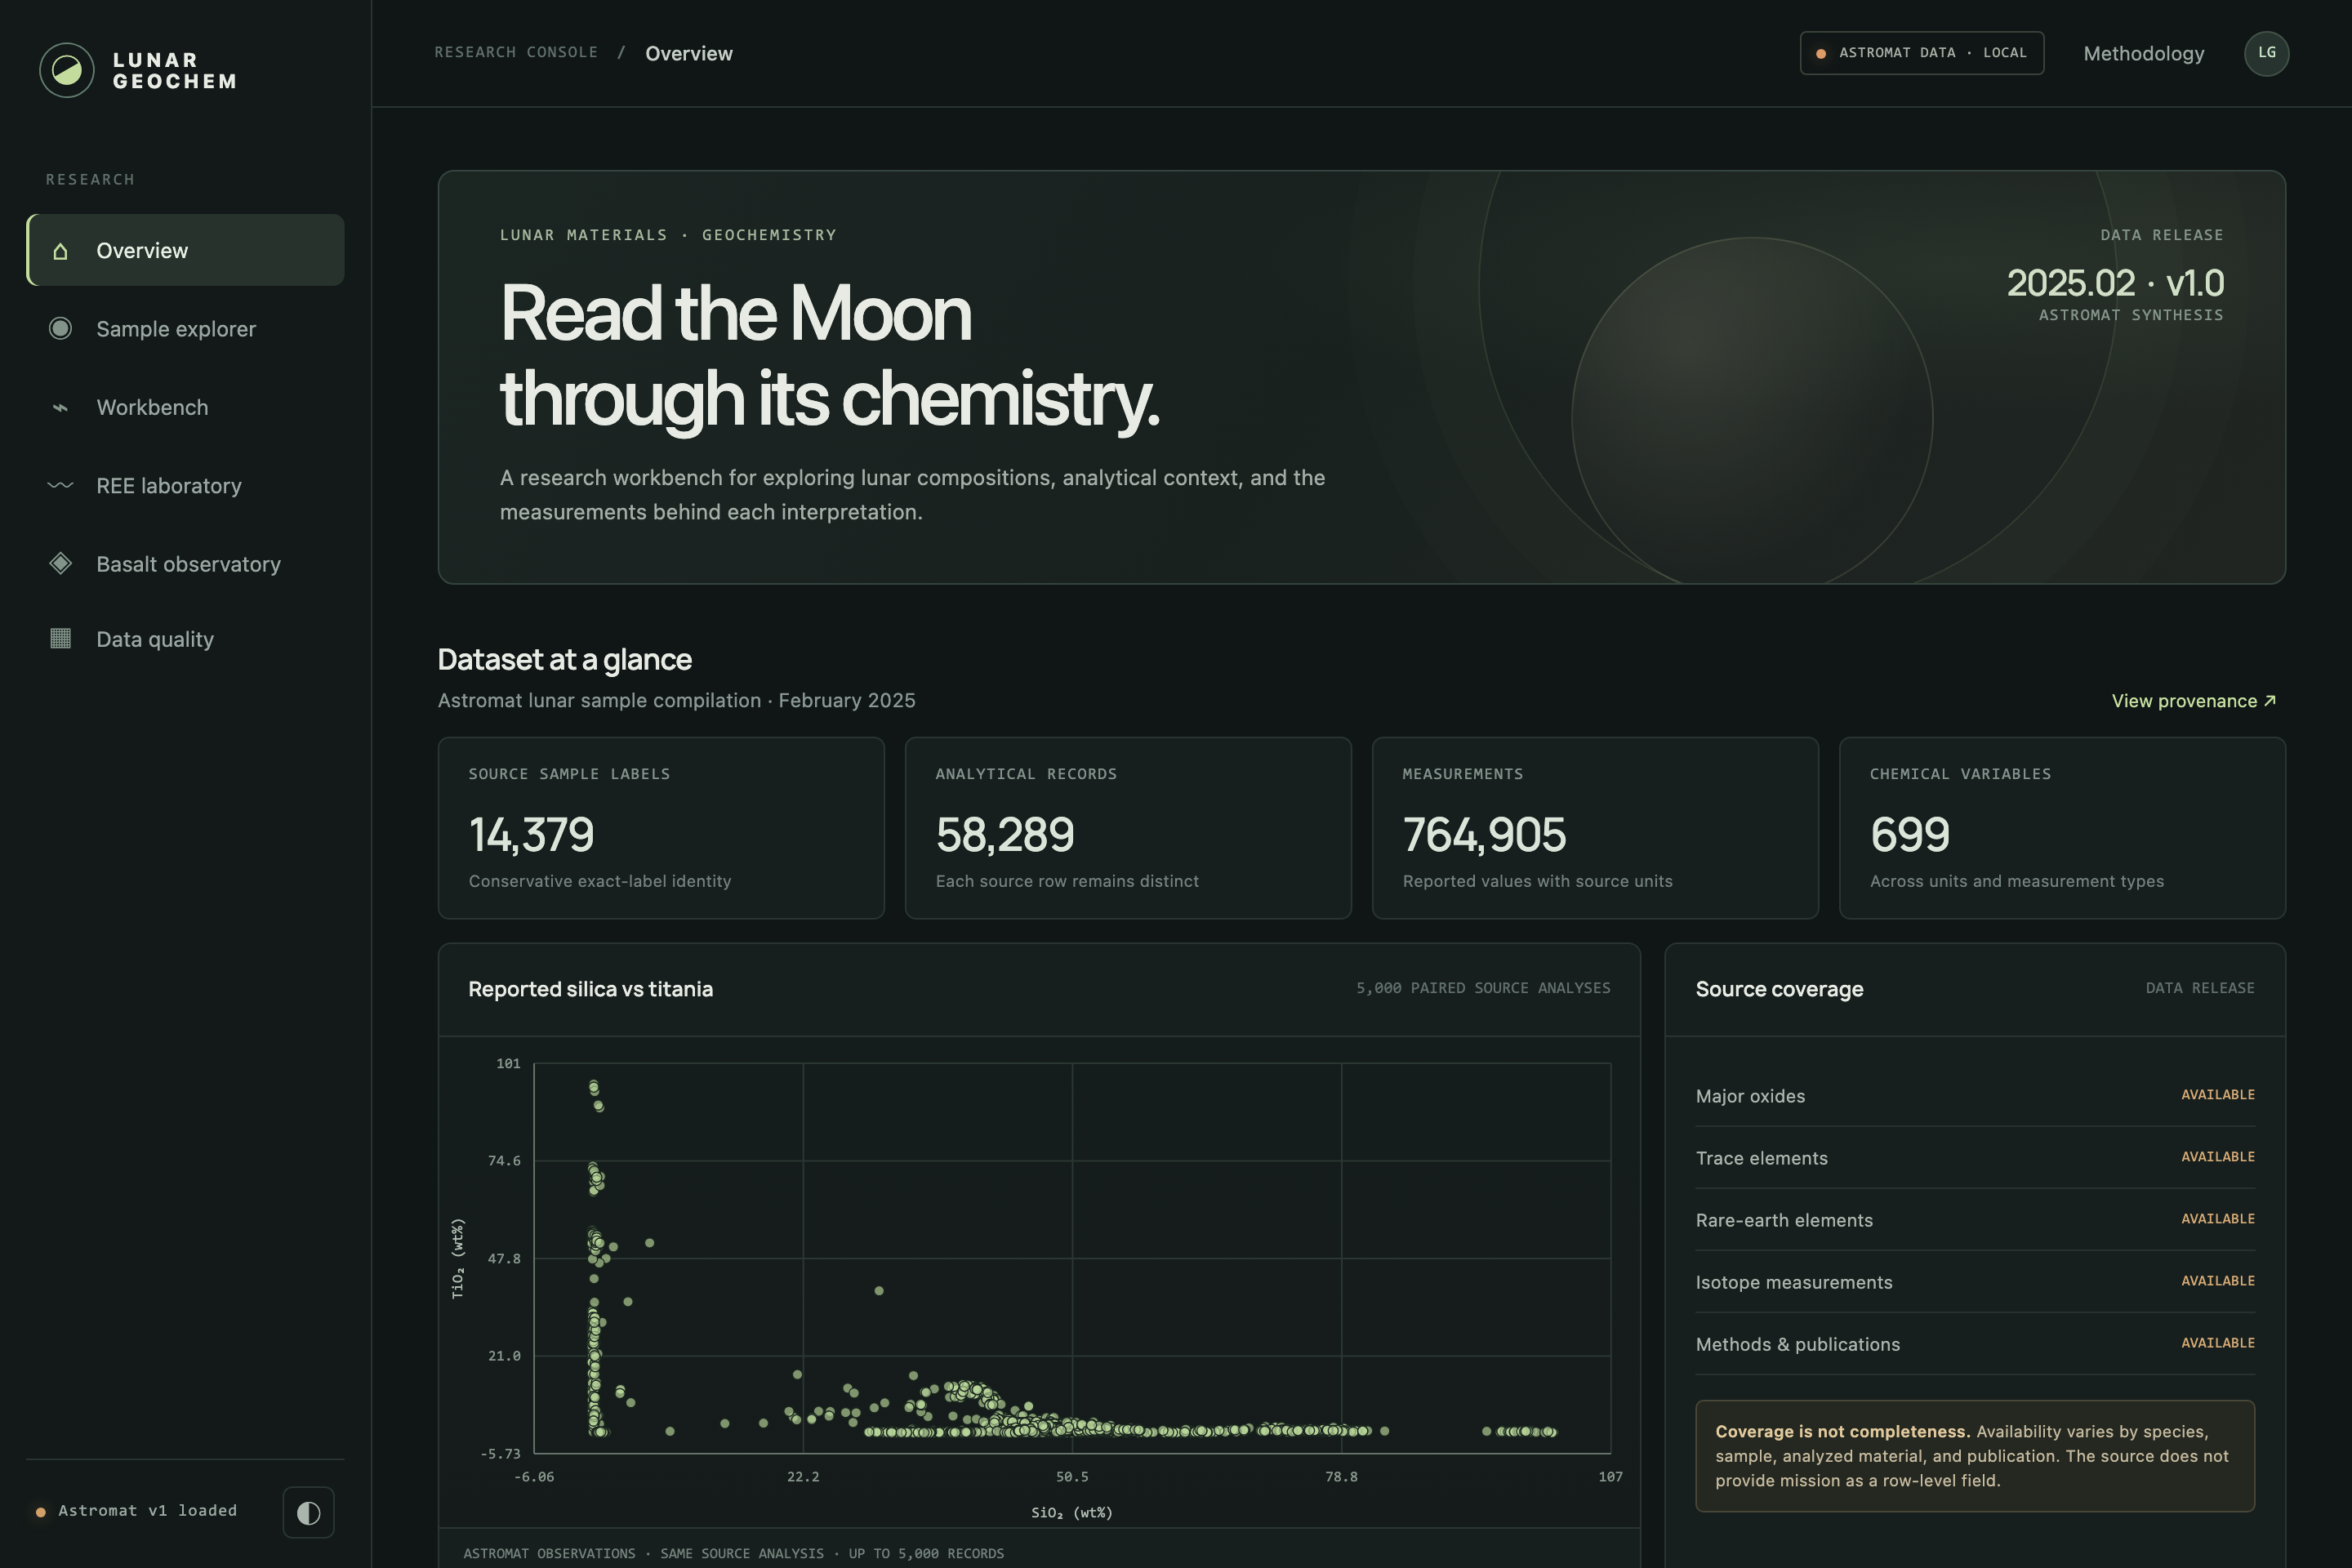 LUNAR
GEOCHEM
RESEARCH
Overview
Sample explorer
Workbench
REE laboratory
Basalt observatory
Data quality
Astromat v1 loaded
RESEARCH CONSOLE / Overview
ASTROMAT DATA · LOCAL
Methodology
LG
LUNAR MATERIALS · GEOCHEMISTRY
Read the Moon
through its chemistry.
A research workbench for exploring lunar compositions, analytical context, and the
measurements behind each interpretation.
DATA RELEASE
2025.02 · v1.0
ASTROMAT SYNTHESIS
Dataset at a glance
Astromat lunar sample compilation · February 2025
View provenance ↗
SOURCE SAMPLE LABELS
14,379
Conservative exact-label identity
ANALYTICAL RECORDS
58,289
Each source row remains distinct
MEASUREMENTS
764,905
Reported values with source units
CHEMICAL VARIABLES
699
Across units and measurement types
Reported silica vs titania
5,000 PAIRED SOURCE ANALYSES
101
74.6
47.8
21.0
-5.73
TiO₂ (wt%)
-6.06
22.2
50.5
78.8
107
SiO₂ (wt%)
ASTROMAT OBSERVATIONS · SAME SOURCE ANALYSIS · UP TO 5,000 RECORDS
Source coverage
DATA RELEASE
Major oxides AVAILABLE
Trace elements AVAILABLE
Rare-earth elements AVAILABLE
Isotope measurements AVAILABLE
Methods & publications AVAILABLE
Coverage is not completeness. Availability varies by species,
sample, analyzed material, and publication. The source does not
provide mission as a row-level field.